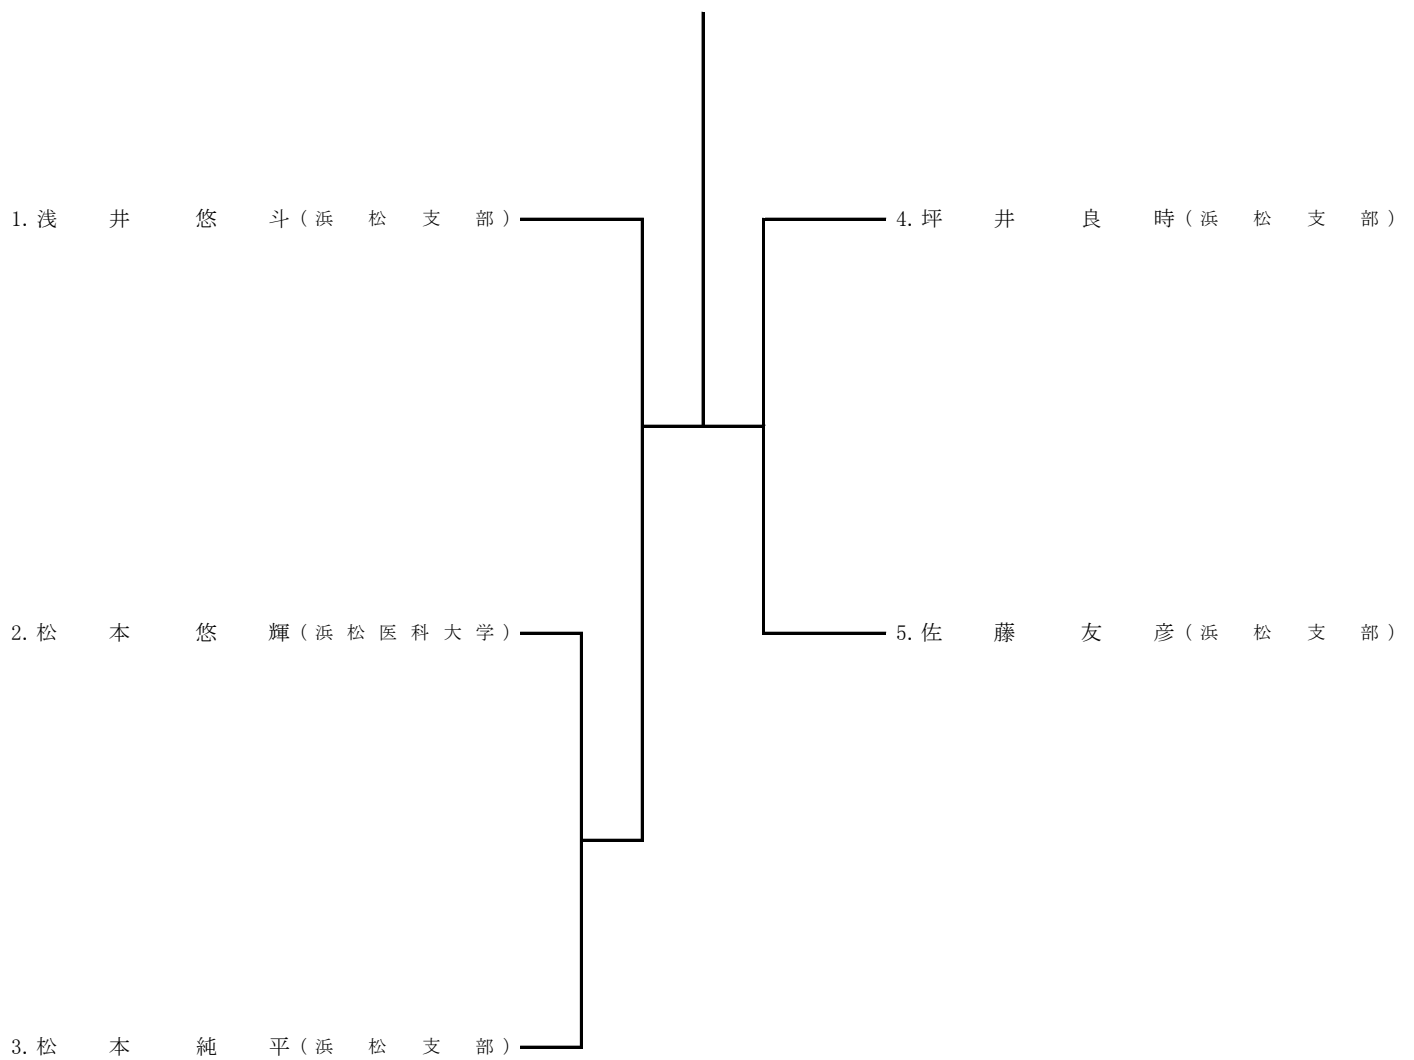 1. 浅井悠斗（浜松支部）
2. 松本悠輝（浜松医科大学）
3. 松本純平（浜松支部）
4. 坪井良時（浜松支部）
5. 佐藤友彦（浜松支部）